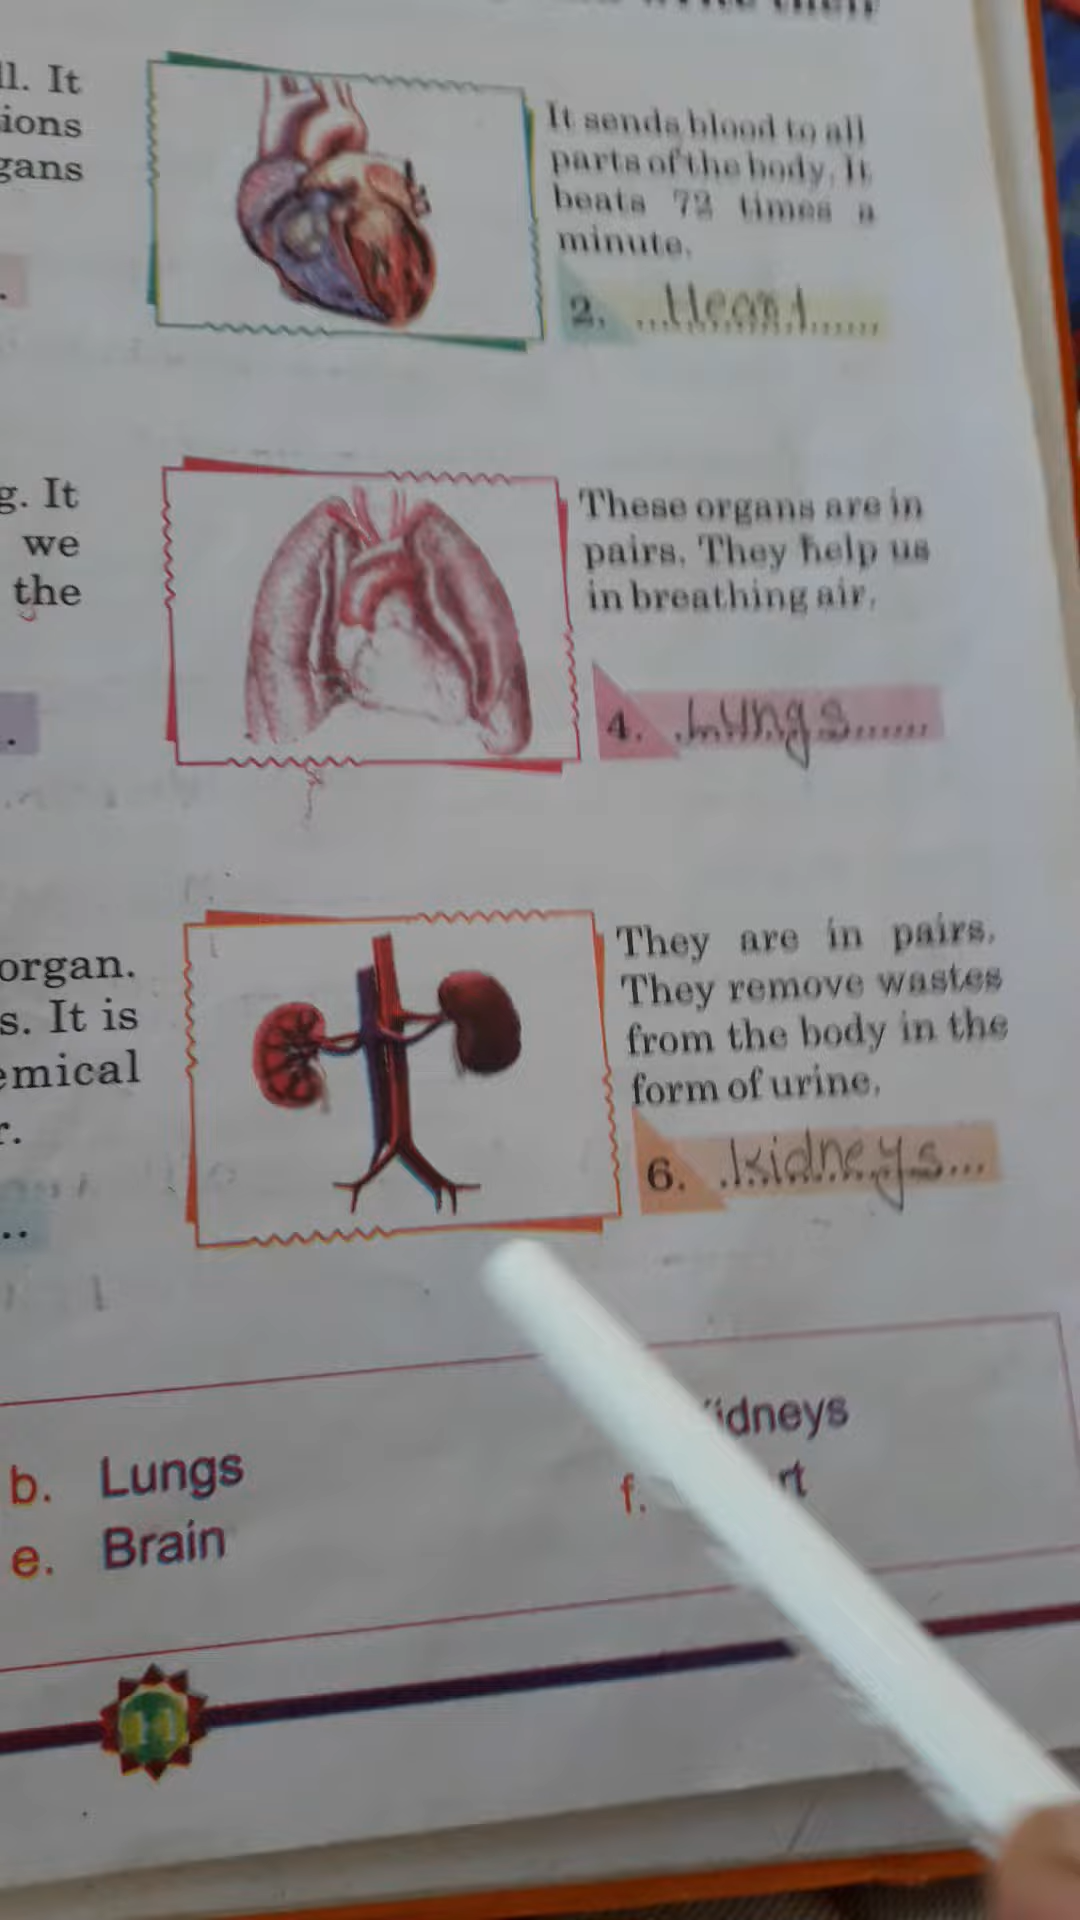 ll. It
ions
gans
It sends blood to all
parts of the body. It
beats 72 times a
minute.
2. Heart
g. It
we
the
These organs are in
pairs. They help us
in breathing air.
4. Lungs
organ.
s. It is
emical
r.
They are in pairs.
They remove wastes
from the body in the
form of urine.
6. kidneys
idneys
b. Lungs
f. rt
e. Brain
11